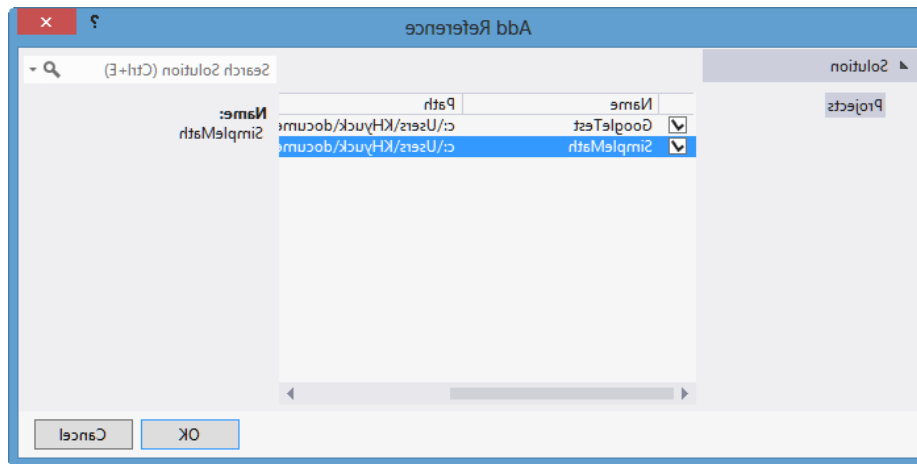 Add Reference ?
Solution
Search Solution (Ctrl+E)
Projects
Name Path
GoogleTest c:\Users\KHyuck\docume
SimpleMath c:\Users\KHyuck\docume
Name:
SimpleMath
OK Cancel